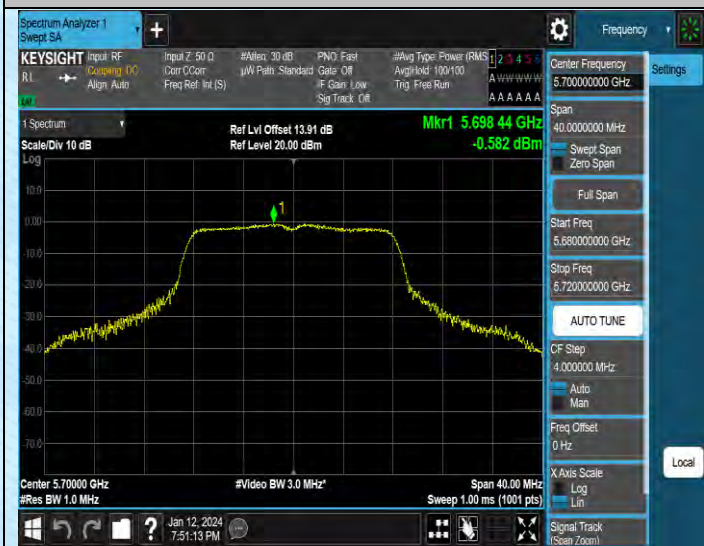 Spectrum Analyzer 1
Swept SA
+
Frequency
KEYSIGHT
RL
Input: RF
Coupling: DC
Align: Auto
Input Z: 50 Ω
Corr CCorr
Freq Ref: Int (S)
#Atten: 30 dB
µW Path: Standard
PNO: Fast
Gate: Off
IF Gain: Low
Sig Track: Off
#Avg Type: Power (RMS
Avg|Hold: 100/100
Trig: Free Run
1 2 3 4 5 6
A W W W W W
A A A A A A
1 Spectrum
Scale/Div 10 dB
Log
Ref Lvl Offset 13.91 dB
Ref Level 20.00 dBm
Mkr1 5.698 44 GHz
-0.582 dBm
10.0
0.00
-10.0
-20.0
-30.0
-40.0
-50.0
-60.0
-70.0
1
Center 5.70000 GHz
#Res BW 1.0 MHz
#Video BW 3.0 MHz*
Span 40.00 MHz
Sweep 1.00 ms (1001 pts)
?
Jan 12, 2024
7:51:13 PM
Center Frequency
5.700000000 GHz
Span
40.0000000 MHz
Swept Span
Zero Span
Full Span
Start Freq
5.680000000 GHz
Stop Freq
5.720000000 GHz
AUTO TUNE
CF Step
4.000000 MHz
Auto
Man
Freq Offset
0 Hz
X Axis Scale
Log
Lin
Signal Track
(Span Zoom)
Settings
Local